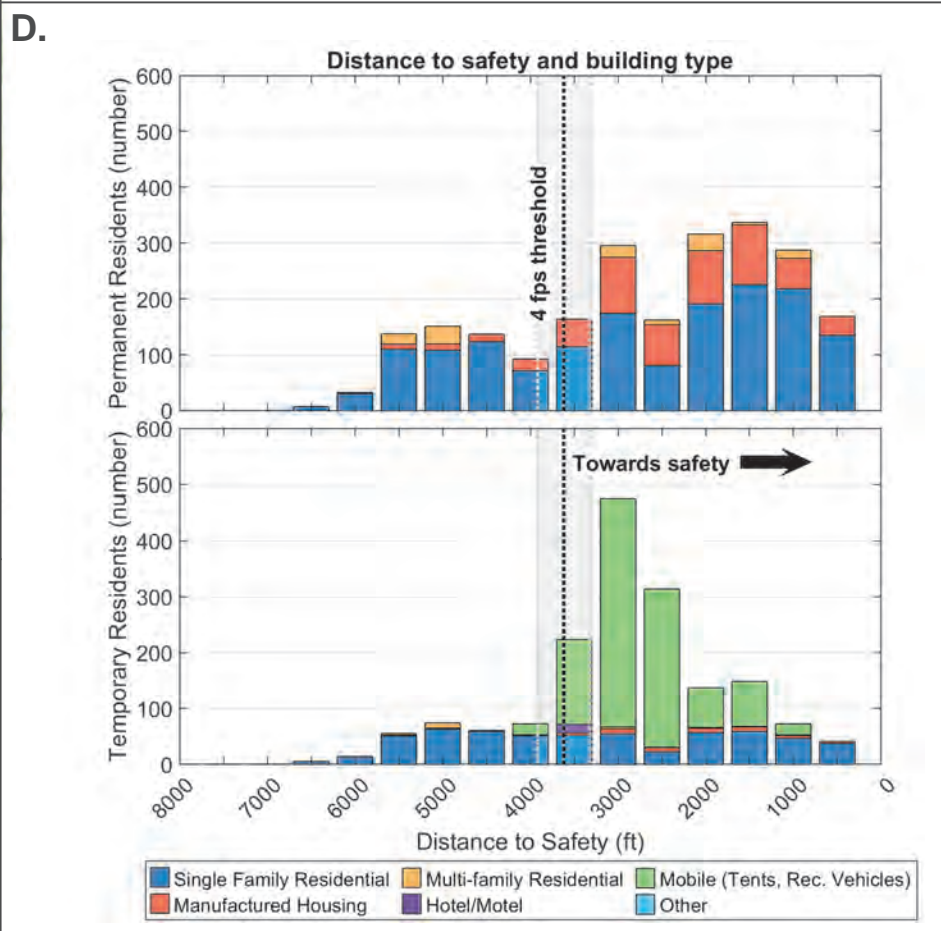 D.
Distance to safety and building type
Permanent Residents (number)
600
500
400
300
200
100
0
4 fps threshold
Temporary Residents (number)
600
500
400
300
200
100
0
Towards safety
8000
7000
6000
5000
4000
3000
2000
1000
0
Distance to Safety (ft)
Single Family Residential
Multi-family Residential
Mobile (Tents, Rec. Vehicles)
Manufactured Housing
Hotel/Motel
Other